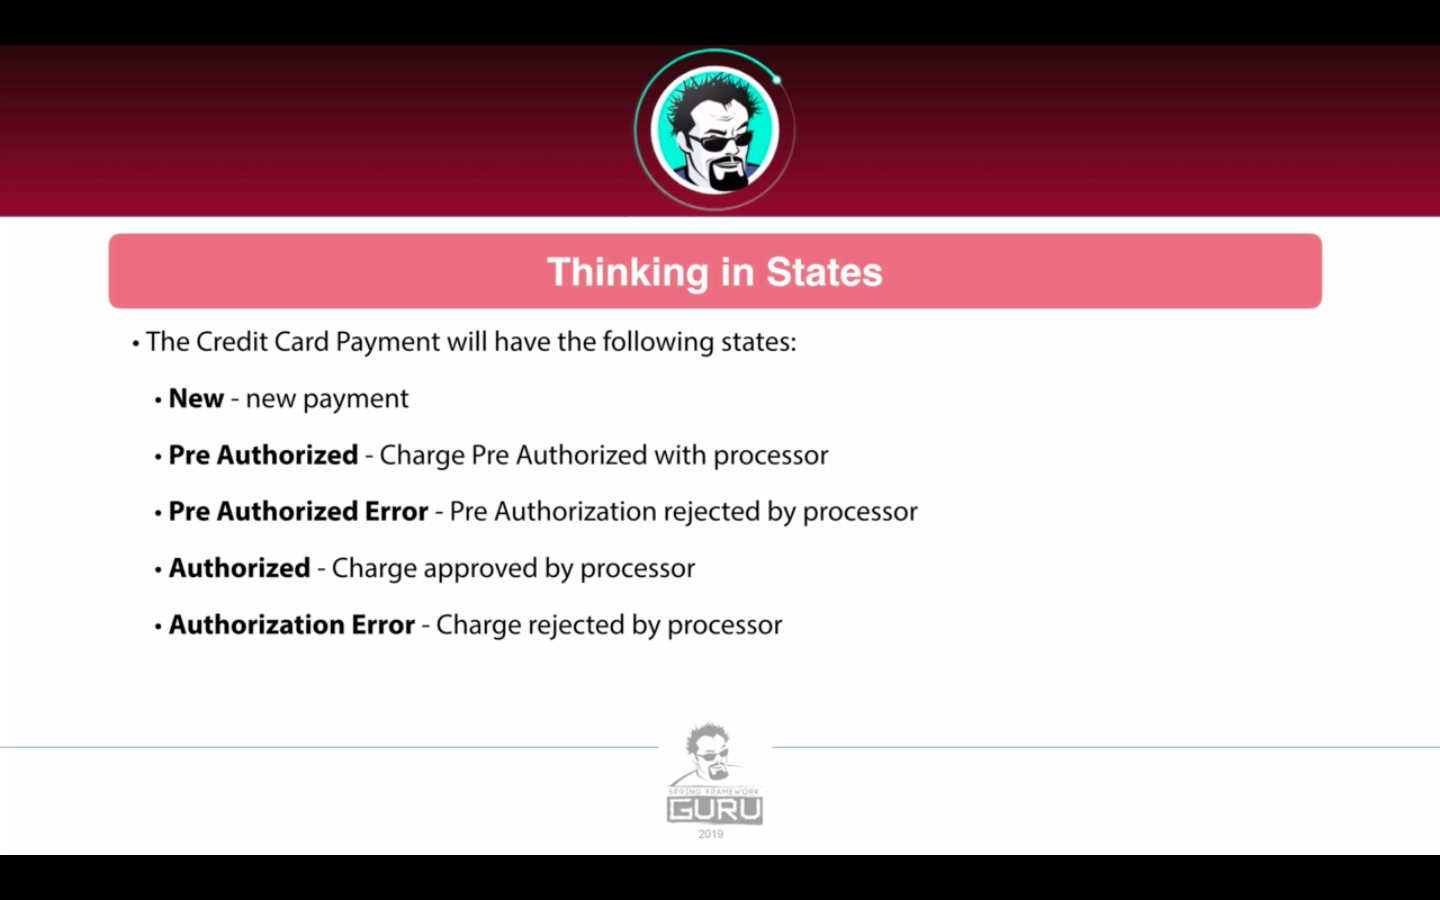 Thinking in States
• The Credit Card Payment will have the following states:
• New - new payment
• Pre Authorized - Charge Pre Authorized with processor
• Pre Authorized Error - Pre Authorization rejected by processor
• Authorized - Charge approved by processor
• Authorization Error - Charge rejected by processor
SPRING FRAMEWORK
GURU
2019